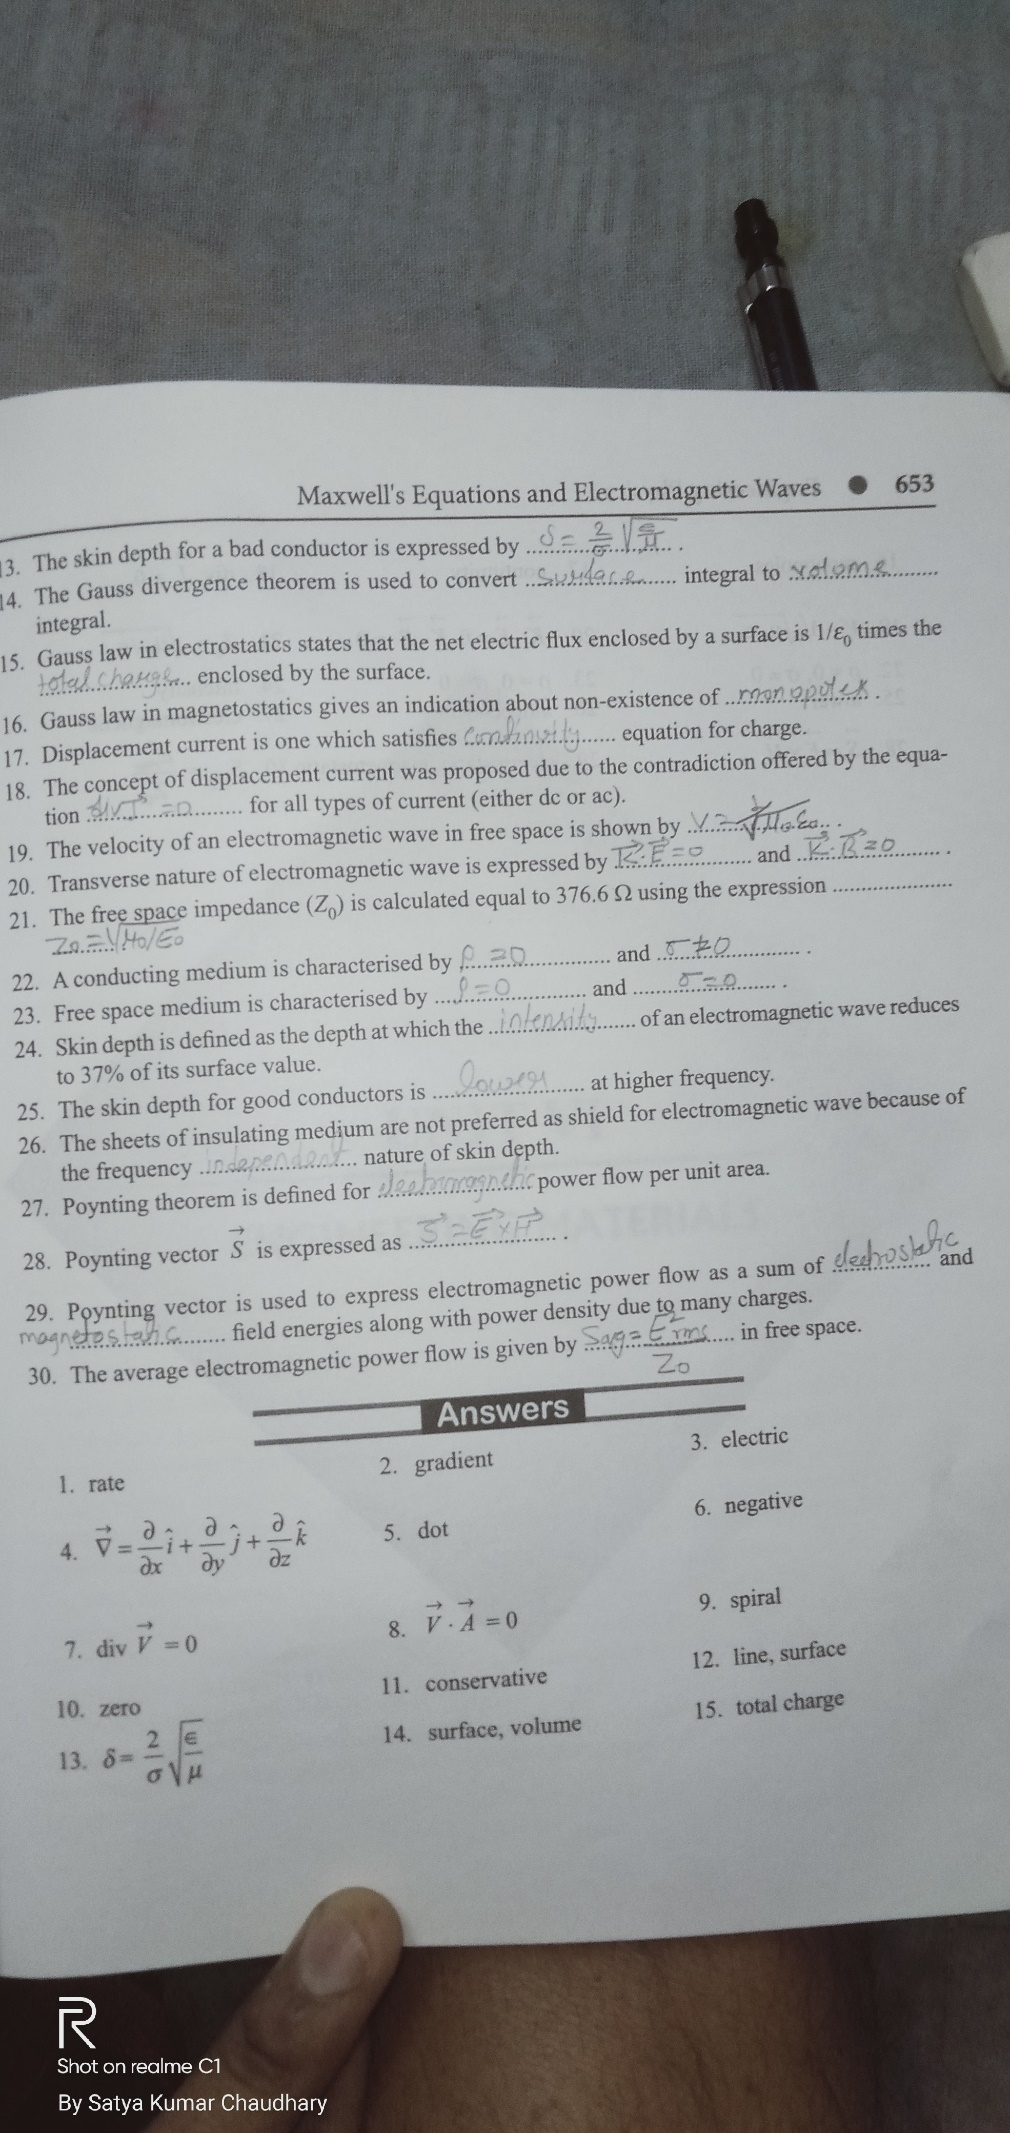 Maxwell's Equations and Electromagnetic Waves ● 653
13. The skin depth for a bad conductor is expressed by δ = 2/σ √ε/μ .
14. The Gauss divergence theorem is used to convert surface integral to volome
integral.
15. Gauss law in electrostatics states that the net electric flux enclosed by a surface is 1/ε₀ times the
total charge enclosed by the surface.
16. Gauss law in magnetostatics gives an indication about non-existence of monopoles.
17. Displacement current is one which satisfies Continuity equation for charge.
18. The concept of displacement current was proposed due to the contradiction offered by the equa-
tion div J⃗ = 0 for all types of current (either dc or ac).
19. The velocity of an electromagnetic wave in free space is shown by V = 1/√μ₀ε₀ .
20. Transverse nature of electromagnetic wave is expressed by K⃗·E⃗ = 0 and K⃗·B⃗ = 0 .
21. The free space impedance (Z₀) is calculated equal to 376.6 Ω using the expression
Z₀ = √μ₀/ε₀
22. A conducting medium is characterised by ρ = 0 and σ ≠ 0 .
23. Free space medium is characterised by ρ = 0 and σ = 0 .
24. Skin depth is defined as the depth at which the intensity of an electromagnetic wave reduces
to 37% of its surface value.
25. The skin depth for good conductors is lower at higher frequency.
26. The sheets of insulating medium are not preferred as shield for electromagnetic wave because of
the frequency independent nature of skin depth.
27. Poynting theorem is defined for electromagnetic power flow per unit area.
28. Poynting vector S⃗ is expressed as S⃗ = E⃗ × H⃗ .
29. Poynting vector is used to express electromagnetic power flow as a sum of electrostatic and
magnetostatic field energies along with power density due to many charges.
30. The average electromagnetic power flow is given by Savg = E²rms/Z₀ in free space.
Answers
1. rate 2. gradient 3. electric
4. ∇⃗ = ∂/∂x î + ∂/∂y ĵ + ∂/∂z k̂ 5. dot 6. negative
7. div V⃗ = 0 8. V⃗ · A⃗ = 0 9. spiral
10. zero 11. conservative 12. line, surface
13. δ = 2/σ √ε/μ 14. surface, volume 15. total charge
R
Shot on realme C1
By Satya Kumar Chaudhary